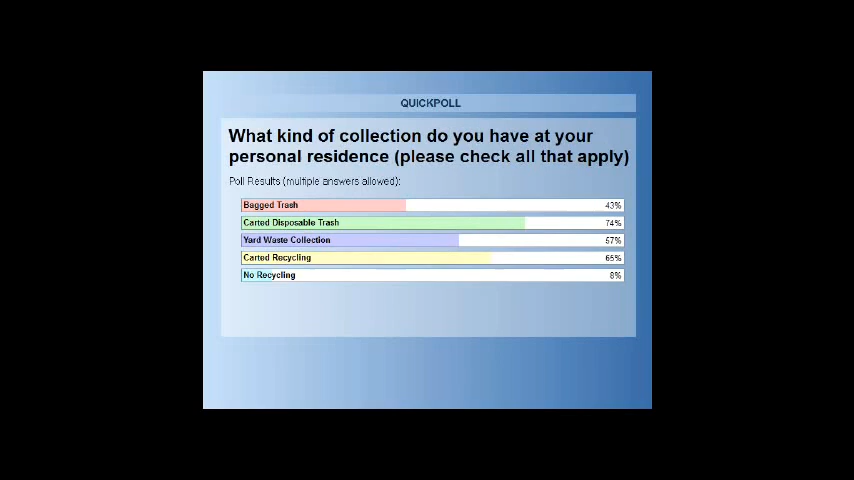 QUICKPOLL
What kind of collection do you have at your
personal residence (please check all that apply)
Poll Results (multiple answers allowed):
Bagged Trash 43%
Carted Disposable Trash 74%
Yard Waste Collection 57%
Carted Recycling 65%
No Recycling 8%